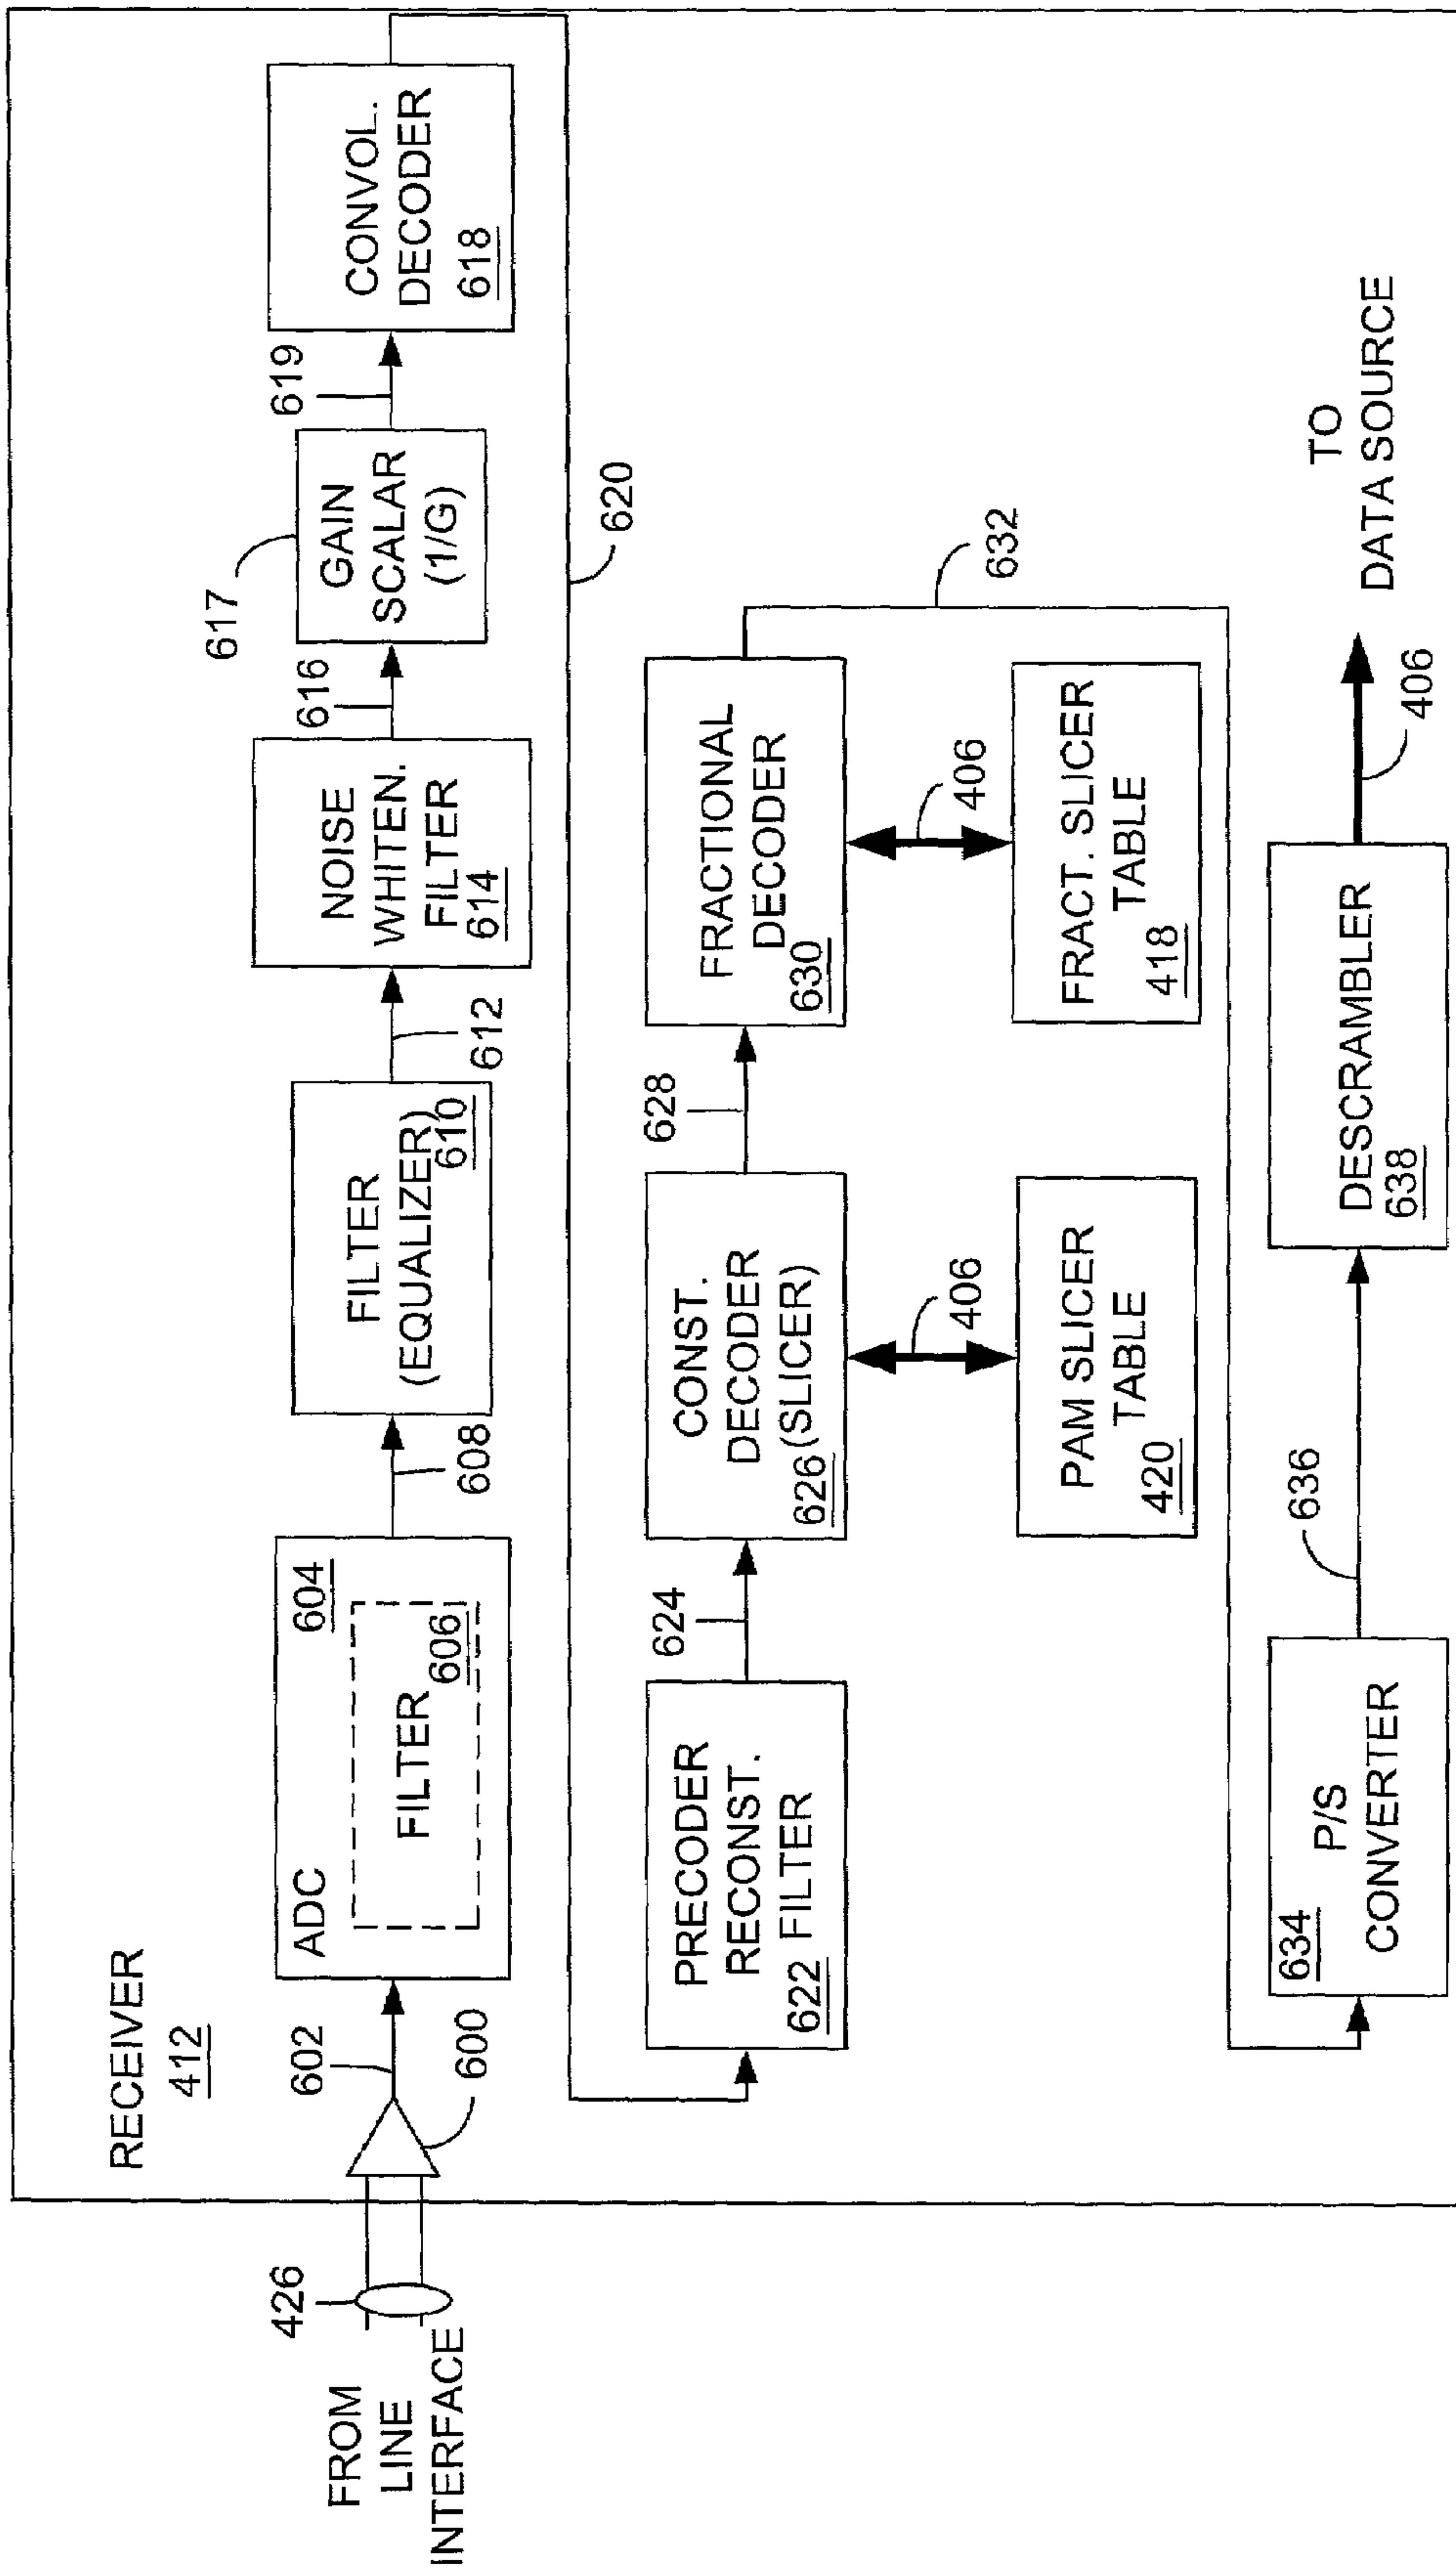 RECEIVER
412
FROM
LINE
INTERFACE
426
602
600
ADC
604
FILTER
606
608
FILTER
(EQUALIZER)
610
612
NOISE
WHITEN.
FILTER
614
616
617
GAIN
SCALAR
(1/G)
619
CONVOL.
DECODER
618
620
PRECODER
RECONST.
622 FILTER
624
CONST.
DECODER
626 (SLICER)
628
FRACTIONAL
DECODER
630
632
406
PAM SLICER
TABLE
420
406
FRACT. SLICER
TABLE
418
634
P/S
CONVERTER
636
DESCRAMBLER
638
406
TO
DATA SOURCE